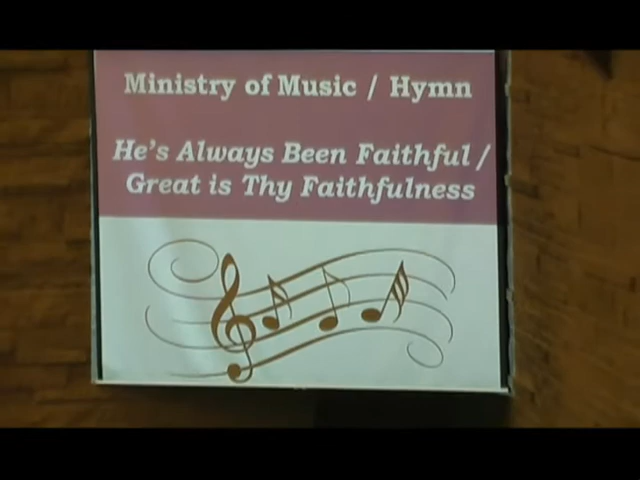 Ministry of Music / Hymn
He's Always Been Faithful /
Great is Thy Faithfulness